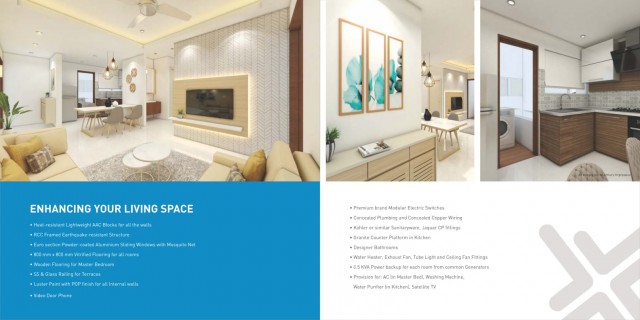 ENHANCING YOUR LIVING SPACE
• Heat-resistant Lightweight AAC Blocks for all the walls
• RCC Framed Earthquake-resistant Structure
• Euro section Powder-coated Aluminium Sliding Windows with Mosquito Net
• 800 mm x 800 mm Vitrified Flooring for all rooms
• Wooden Flooring for Master Bedroom
• SS & Glass Railing for Terraces
• Luster Paint with POP finish for all internal walls
• Video Door Phone
• Premium brand Modular Electric Switches
• Concealed Plumbing and Concealed Copper Wiring
• Kohler or similar Sanitaryware, Jaquar CP fittings
• Granite Counter Platform in Kitchen
• Designer Bathrooms
• Water Heater, Exhaust Fan, Tube Light and Ceiling Fan Fittings
• 0.5 KVA Power backup for each room from common Generators
• Provision for: AC (in Master Bed), Washing Machine,
Water Purifier (in Kitchen), Satellite TV